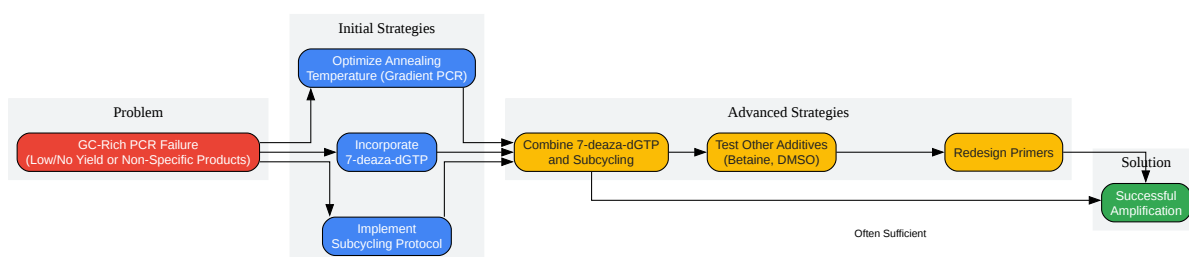 Initial Strategies
Optimize Annealing
Temperature (Gradient PCR)
Problem
Advanced Strategies
GC-Rich PCR Failure
(Low/No Yield or Non-Specific Products)
Incorporate
7-deaza-dGTP
Combine 7-deaza-dGTP
and Subcycling
Test Other Additives
(Betaine, DMSO)
Redesign Primers
Solution
Successful
Amplification
Implement
Subcycling Protocol
Often Sufficient